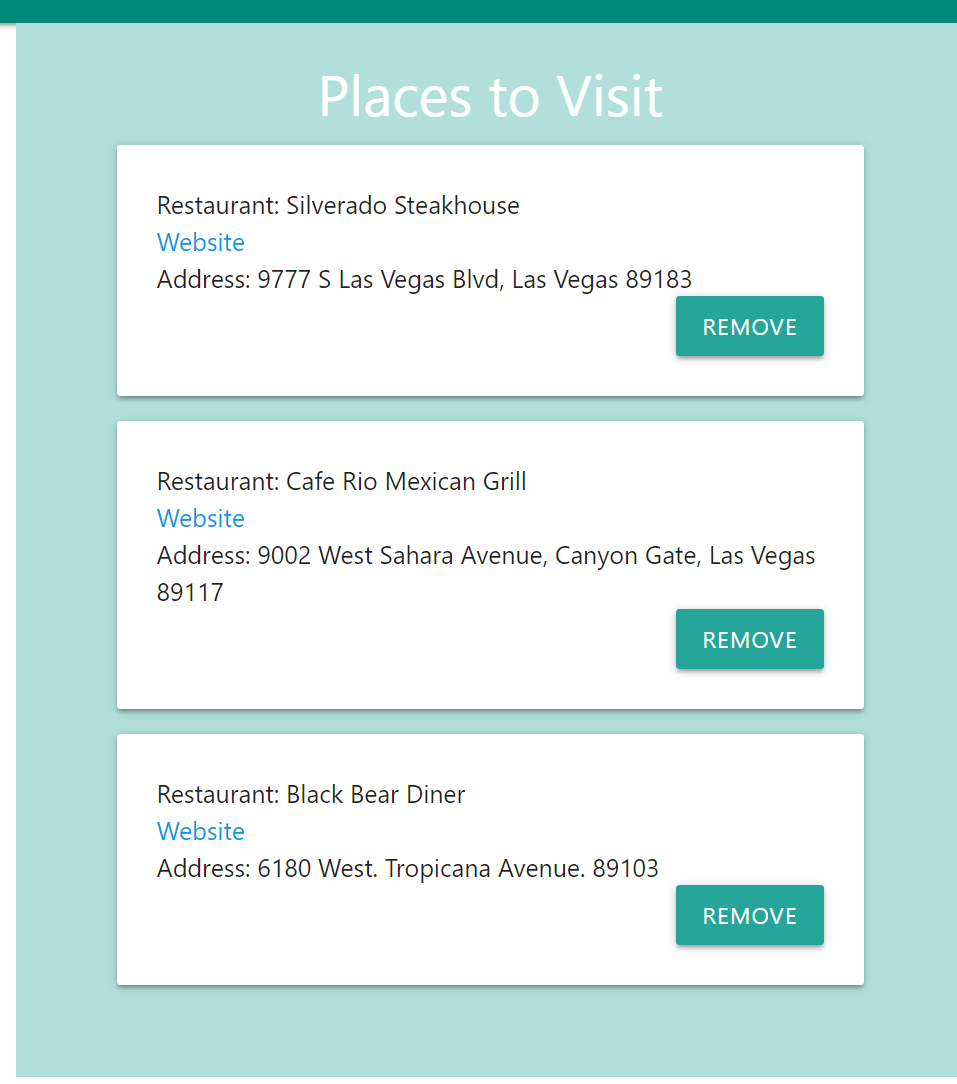 Places to Visit
Restaurant: Silverado Steakhouse
Website
Address: 9777 S Las Vegas Blvd, Las Vegas 89183
REMOVE
Restaurant: Cafe Rio Mexican Grill
Website
Address: 9002 West Sahara Avenue, Canyon Gate, Las Vegas
89117
REMOVE
Restaurant: Black Bear Diner
Website
Address: 6180 West. Tropicana Avenue. 89103
REMOVE